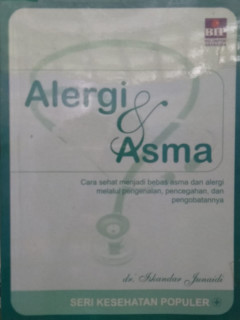 BIP
Alergi
&
Asma
Cara sehat menjadi bebas asma dan alergi
melalui pengenalan, pencegahan, dan
pengobatannya
dr. Iskandar Junaidi
SERI KESEHATAN POPULER